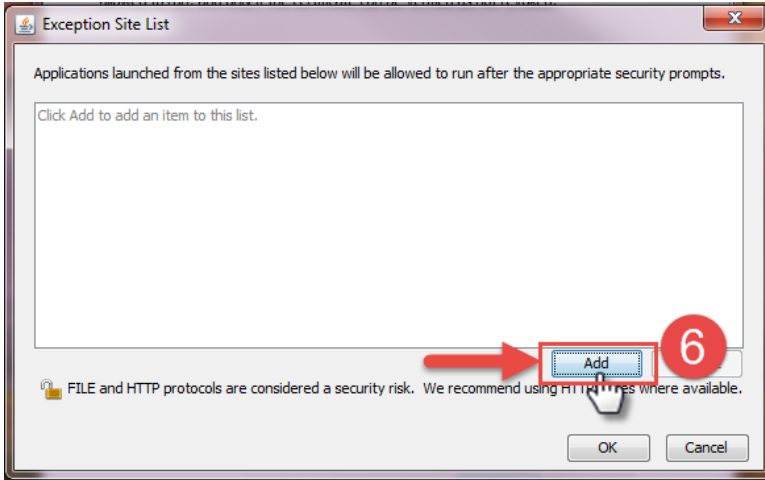 Exception Site List
Applications launched from the sites listed below will be allowed to run after the appropriate security prompts.
Click Add to add an item to this list.
Add
6
FILE and HTTP protocols are considered a security risk. We recommend using where available.
OK
Cancel